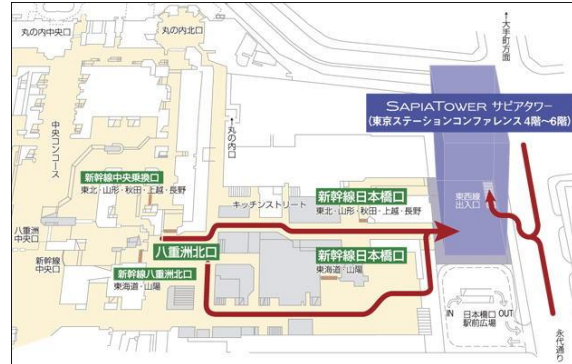 丸の内中央口
丸の内北口
↑大手町方面
SAPIATOWER サピアタワー
(東京ステーションコンファレンス 4階～6階)
中央コンコース
↑丸の内口
新幹線中央乗換口
東北・山形・秋田・上越・長野
キッチンストリート
新幹線日本橋口
東北・山形・秋田・上越・長野
東西線
出入口
八重洲
中央口
新幹線
中央口
八重洲北口
新幹線八重洲北口
東海道・山陽
新幹線日本橋口
東海道・山陽
IN
日本橋口
駅前広場
OUT
永代通り